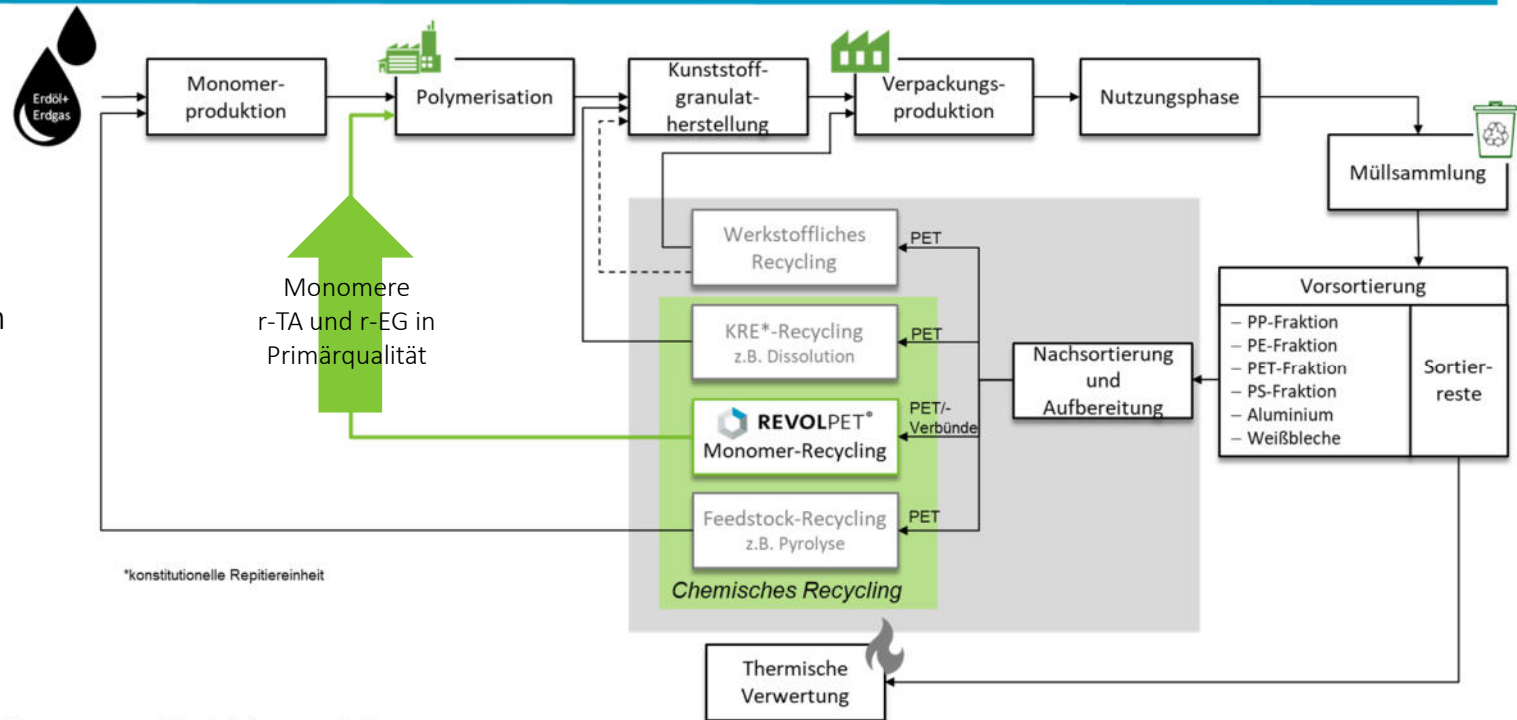 Erdöl+
Erdgas
Monomer-
produktion
Polymerisation
Kunststoff-
granulat-
herstellung
Verpackungs-
produktion
Nutzungsphase
Müllsammlung
Monomere
r-TA und r-EG in
Primärqualität
Werkstoffliches
Recycling
PET
KRE*-Recycling
z.B. Dissolution
PET
REVOLPET®
Monomer-Recycling
PET/-
Verbünde
Feedstock-Recycling
z.B. Pyrolyse
PET
Chemisches Recycling
Nachsortierung
und
Aufbereitung
Vorsortierung
– PP-Fraktion
– PE-Fraktion
– PET-Fraktion
– PS-Fraktion
– Aluminium
– Weißbleche
Sortier-
reste
*konstitutionelle Repitiereinheit
Thermische
Verwertung